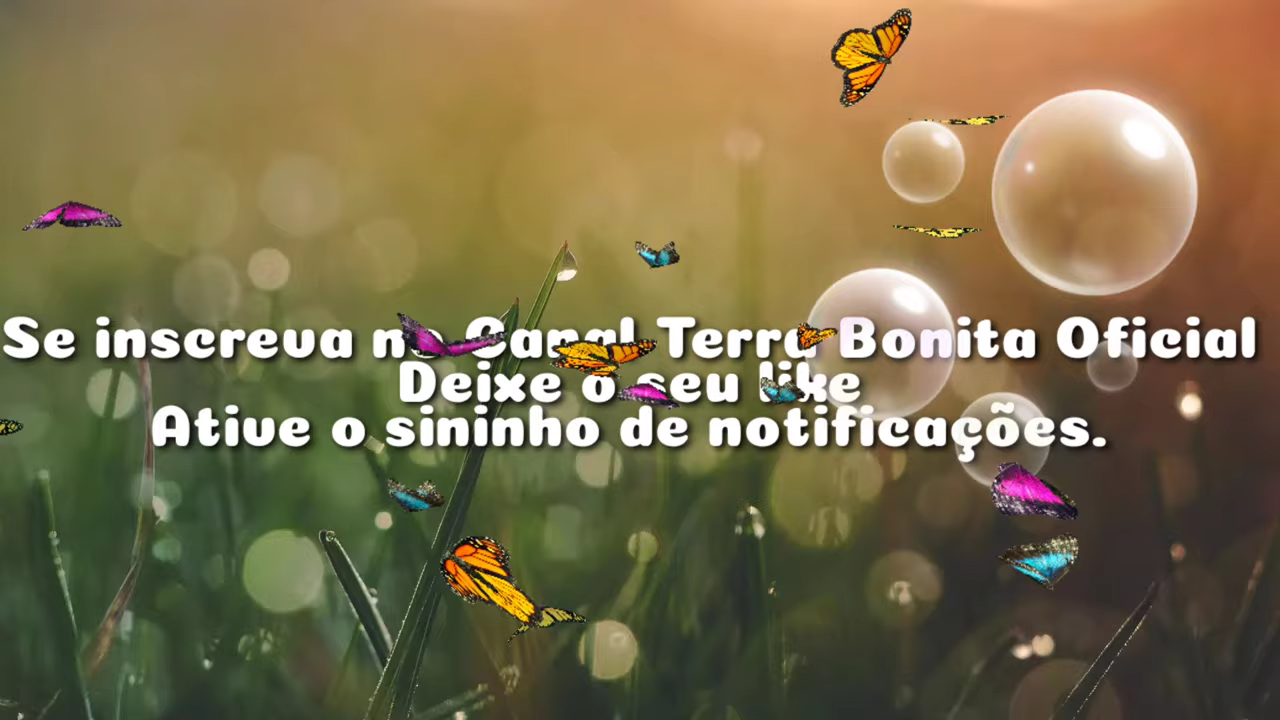 Se inscreva no Canal Terra Bonita Oficial
Deixe o seu like
Ative o sininho de notificações.